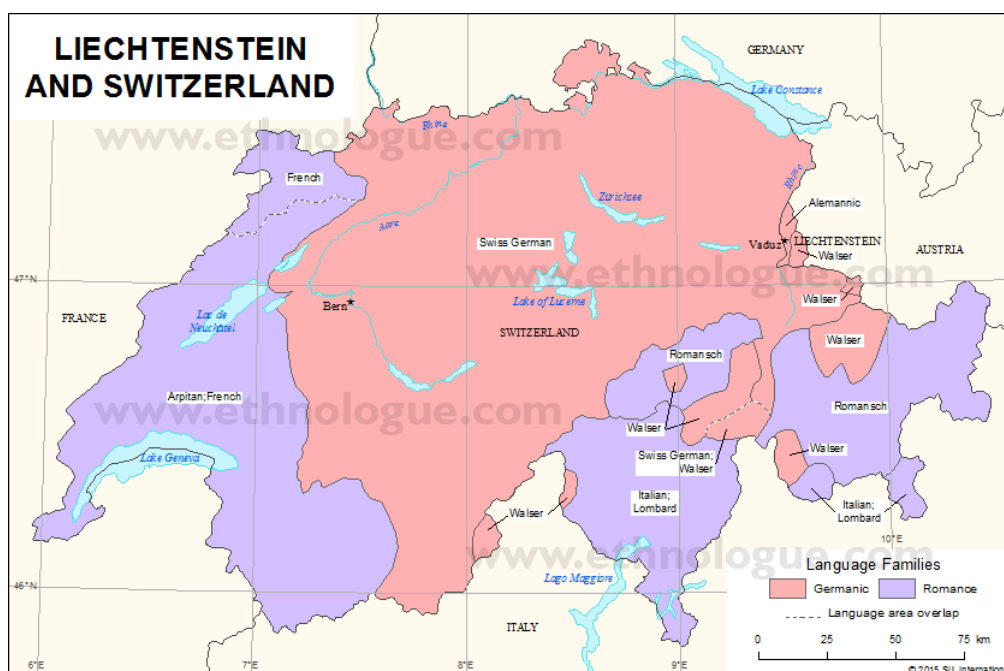 LIECHTENSTEIN
AND SWITZERLAND
GERMANY
Lake Constance
www.ethnologue.com
Rhine
French
Rhine
Zürichsee
Alemannic
Aare
Swiss German
Vaduz
LIECHTENSTEIN
Walser
AUSTRIA
47°N
www.ethnologue.com
Walser
Bern
Lake of Lucerne
FRANCE
Lac de
Neuchâtel
SWITZERLAND
Walser
Romansch
Arpitan;French
Romansch
www.ethnologue.com
Walser
Swiss German;
Walser
Walser
Lake Geneva
Italian;
Lombard
Italian;
Lombard
Walser
10°E
www.ethnologue.com
Lago Maggiore
46°N
ITALY
Language Families
Germanic
Romance
Language area overlap
0 25 50 75 km
6°E
7°E
8°E
9°E
© 2015 SIL International